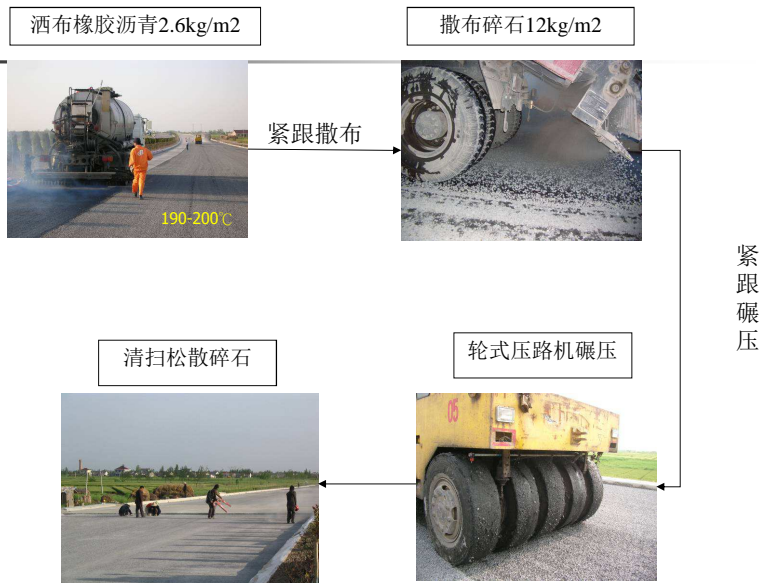 洒布橡胶沥青2.6kg/m2
撒布碎石12kg/m2
紧跟撒布
190-200℃
紧跟碾压
清扫松散碎石
轮式压路机碾压
05